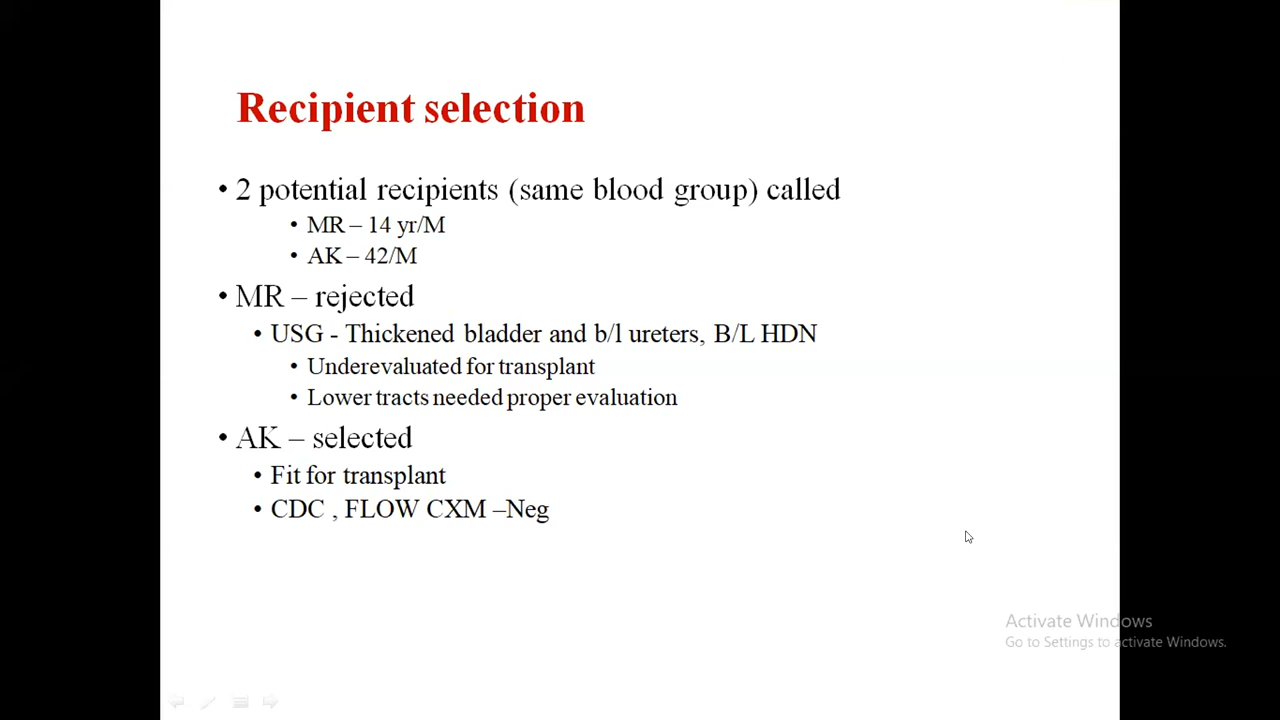 Recipient selection
• 2 potential recipients (same blood group) called
• MR – 14 yr/M
• AK – 42/M
• MR – rejected
• USG - Thickened bladder and b/l ureters, B/L HDN
• Underevaluated for transplant
• Lower tracts needed proper evaluation
• AK – selected
• Fit for transplant
• CDC , FLOW CXM –Neg
Activate Windows
Go to Settings to activate Windows.